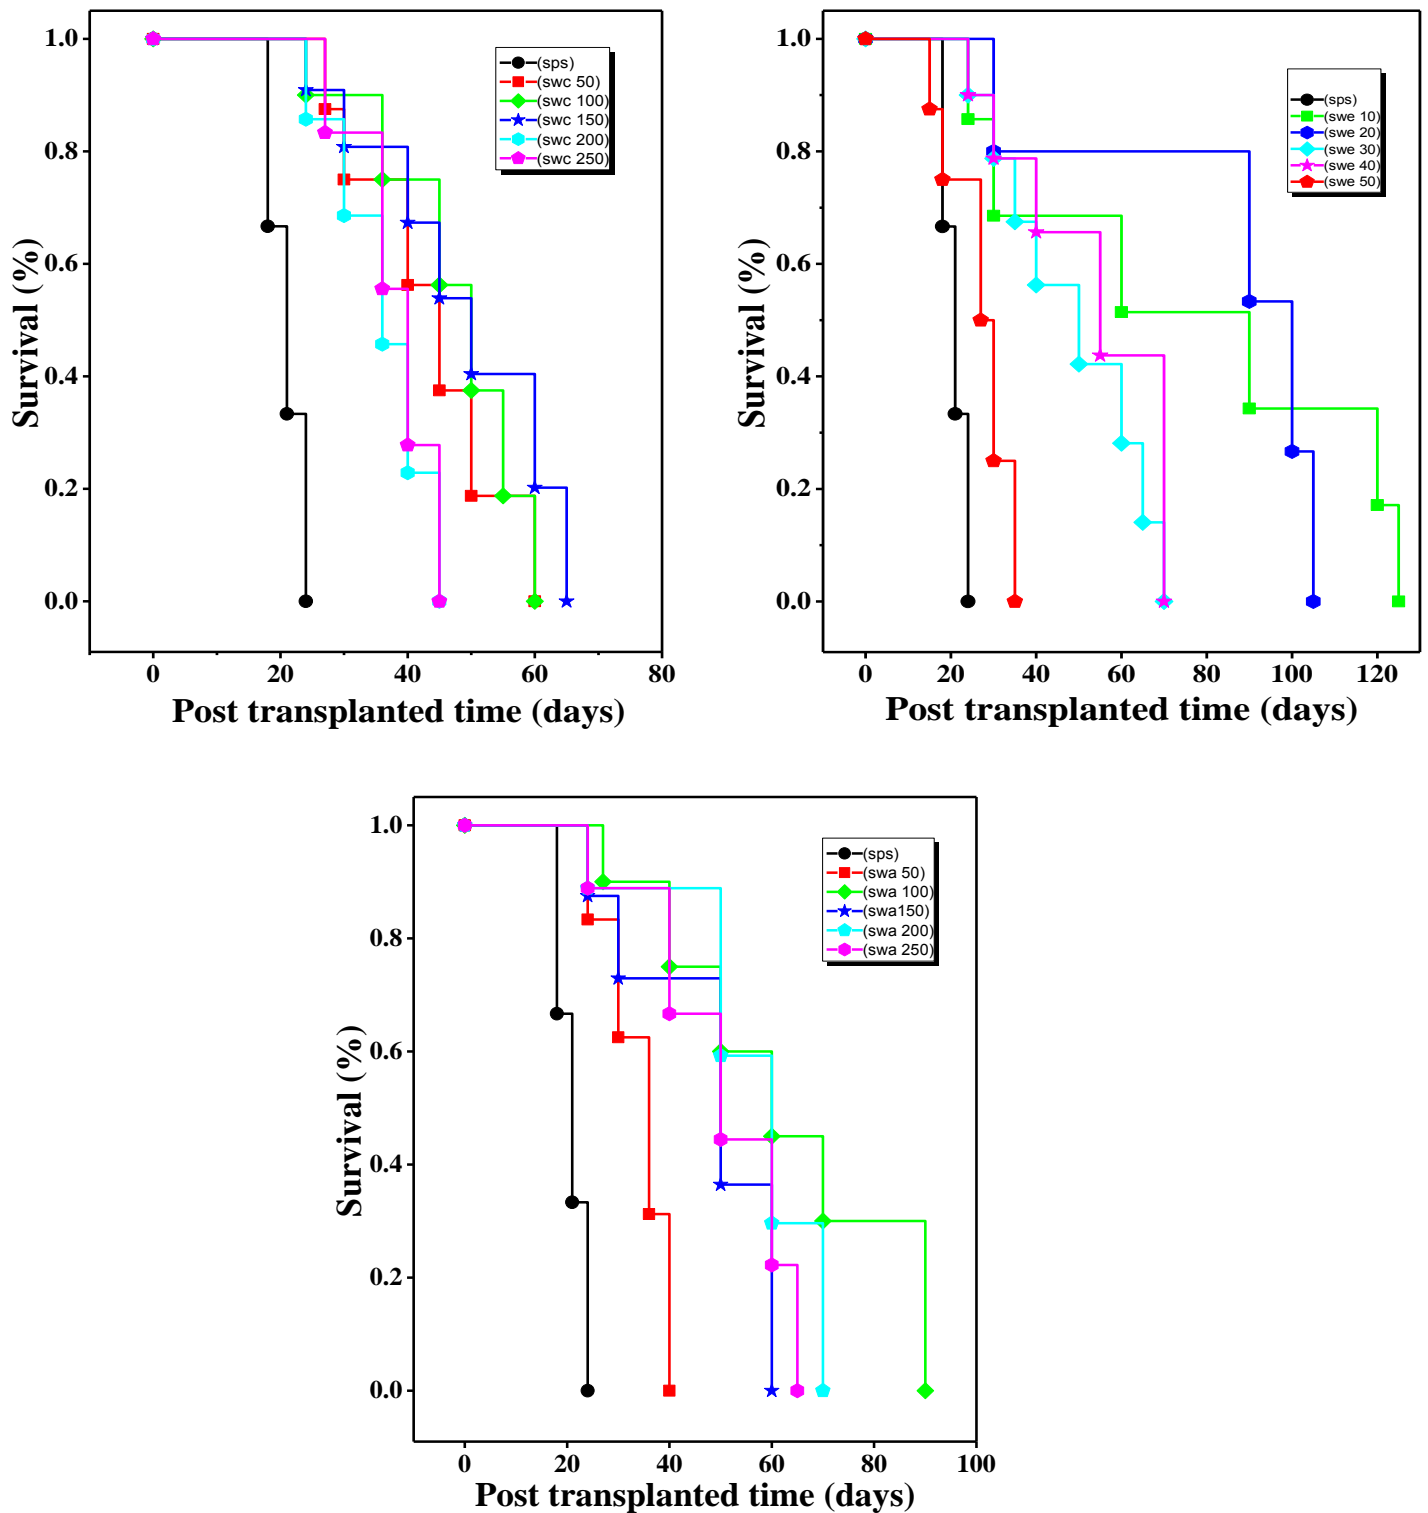 1.0
0.8
0.6
0.4
0.2
0.0
Survival (%)
0 20 40 60 80
Post transplanted time (days)
(sps)
(swc 50)
(swc 100)
(swc 150)
(swc 200)
(swc 250)
1.0
0.8
0.6
0.4
0.2
0.0
Survival (%)
0 20 40 60 80 100 120
Post transplanted time (days)
(sps)
(swe 10)
(swe 20)
(swe 30)
(swe 40)
(swe 50)
1.0
0.8
0.6
0.4
0.2
0.0
Survival (%)
0 20 40 60 80 100
Post transplanted time (days)
(sps)
(swa 50)
(swa 100)
(swa150)
(swa 200)
(swa 250)